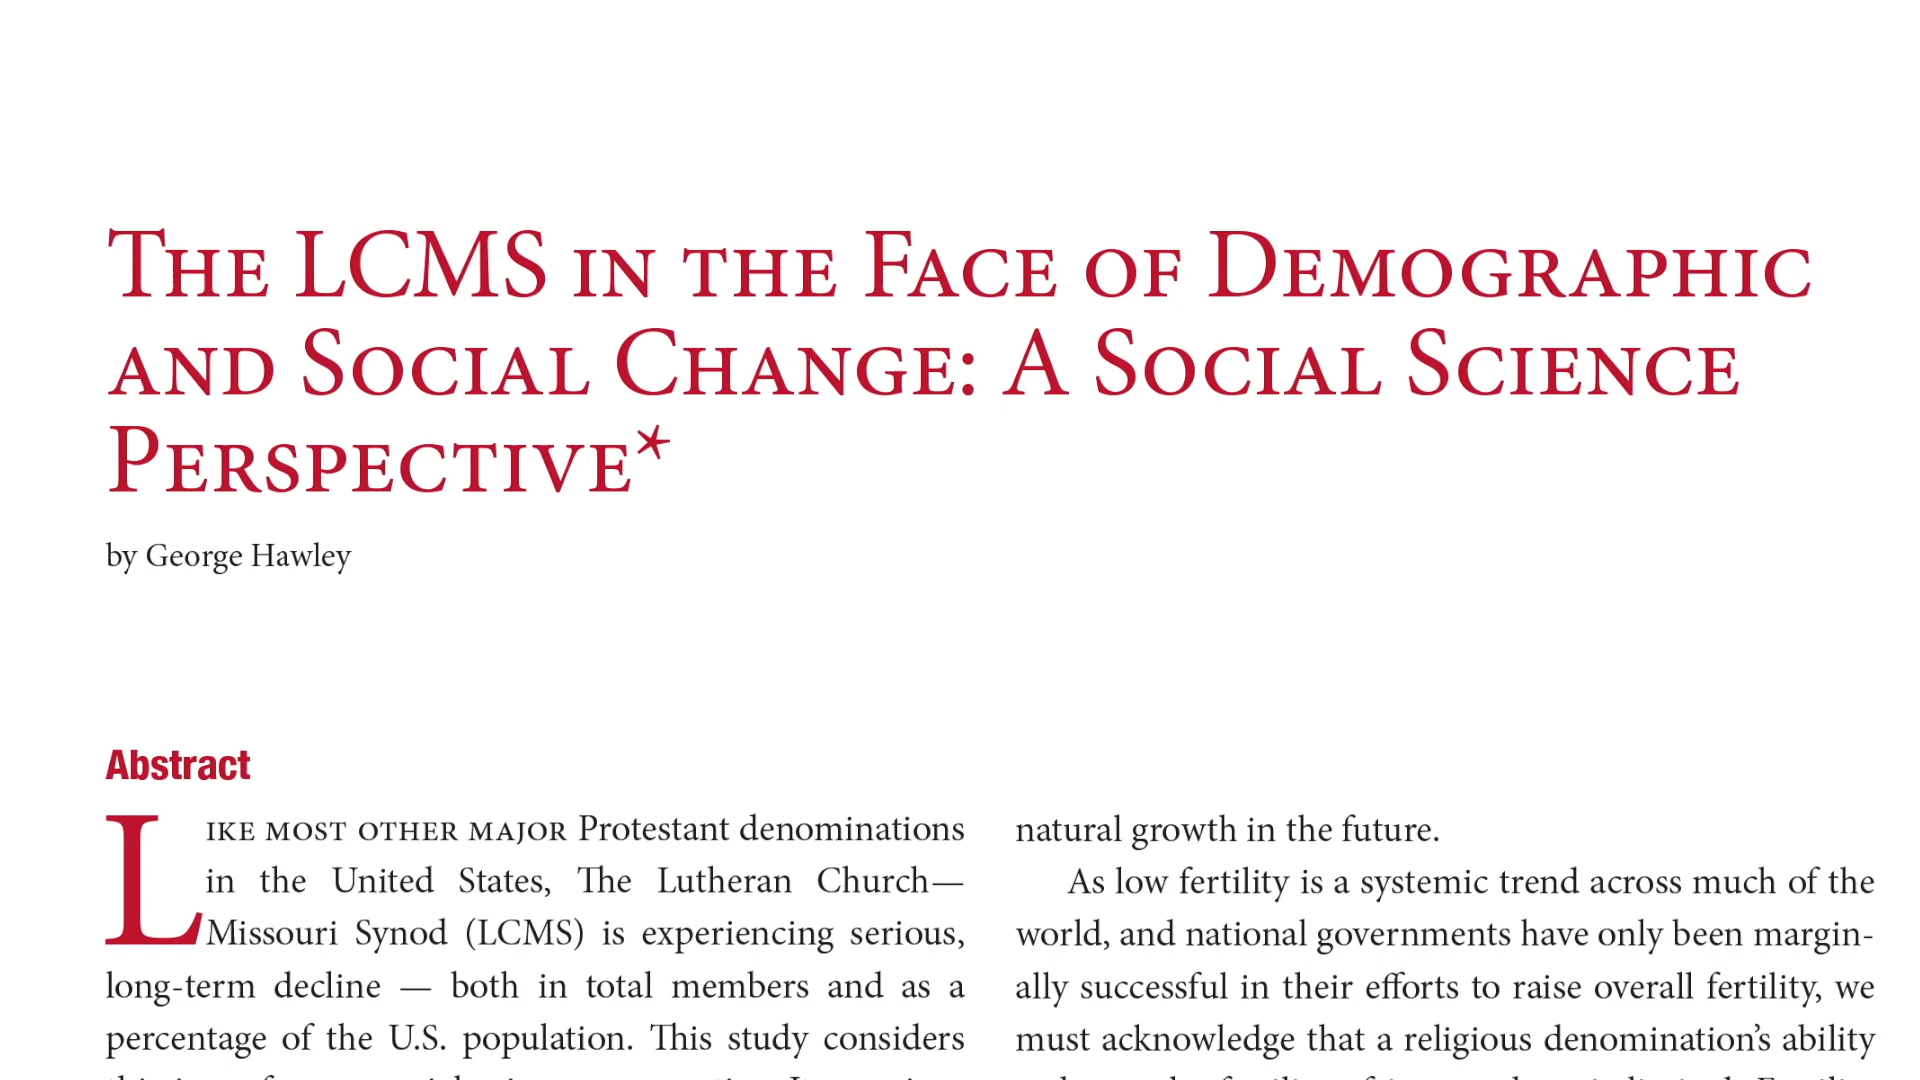 The LCMS in the Face of Demographic
and Social Change: A Social Science
Perspective*
by George Hawley
Abstract
Like most other major Protestant denominations
in the United States, The Lutheran Church—
Missouri Synod (LCMS) is experiencing serious,
long-term decline — both in total members and as a
percentage of the U.S. population. This study considers
natural growth in the future.
As low fertility is a systemic trend across much of the
world, and national governments have only been margin-
ally successful in their efforts to raise overall fertility, we
must acknowledge that a religious denomination's ability